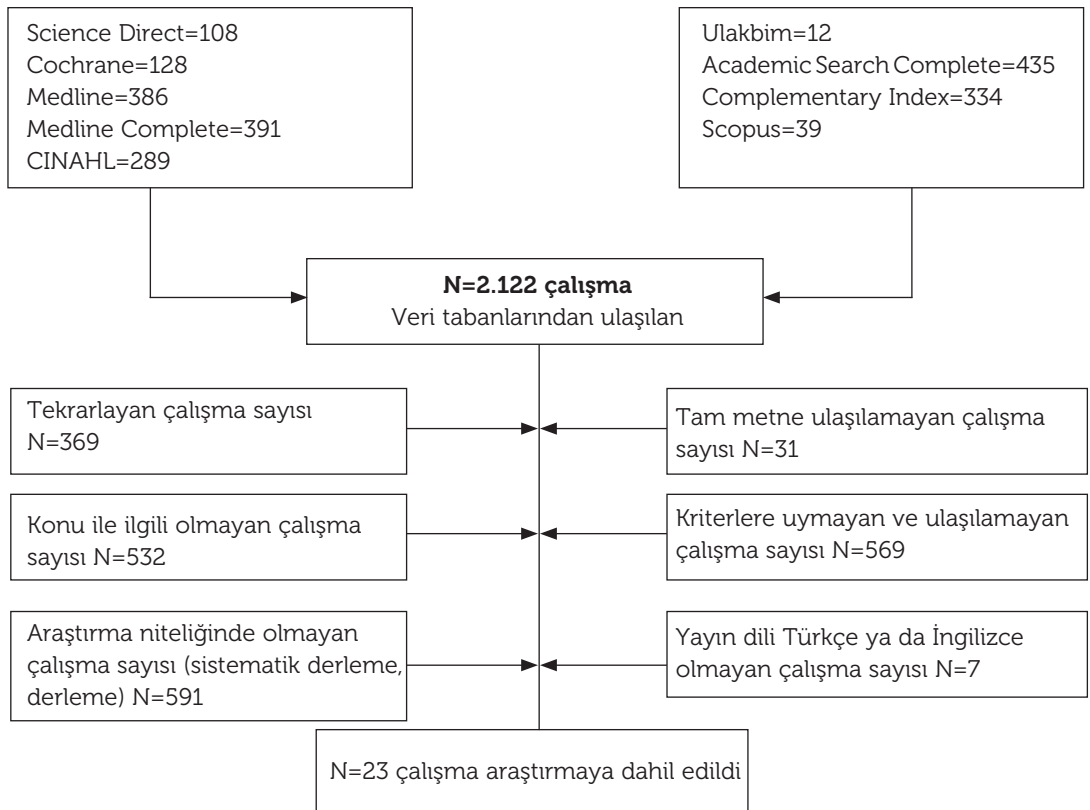 Science Direct=108
Cochrane=128
Medline=386
Medline Complete=391
CINAHL=289
Ulakbim=12
Academic Search Complete=435
Complementary Index=334
Scopus=39
N=2.122 çalışma
Veri tabanlarından ulaşılan
Tekrarlayan çalışma sayısı
N=369
Tam metne ulaşılamayan çalışma
sayısı N=31
Konu ile ilgili olmayan çalışma
sayısı N=532
Kriterlere uymayan ve ulaşılamayan
çalışma sayısı N=569
Araştırma niteliğinde olmayan
çalışma sayısı (sistematik derleme,
derleme) N=591
Yayın dili Türkçe ya da İngilizce
olmayan çalışma sayısı N=7
N=23 çalışma araştırmaya dahil edildi